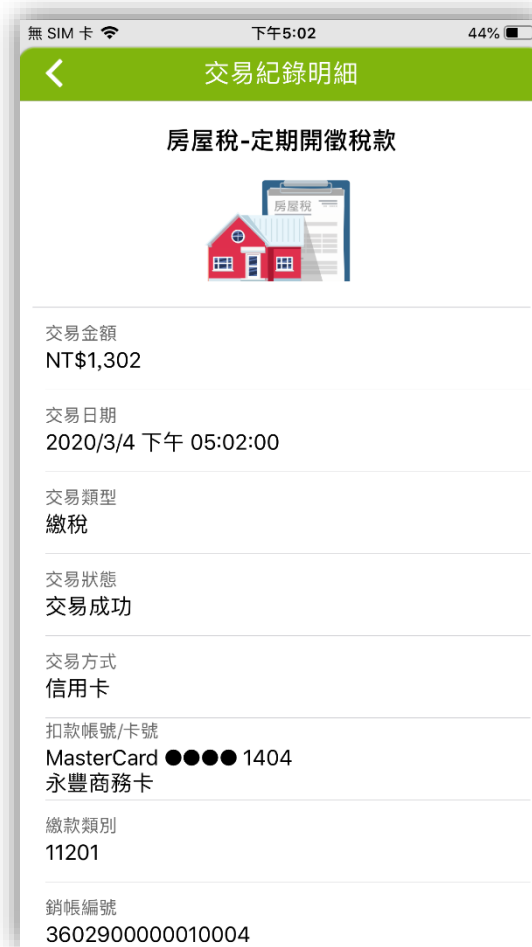 無 SIM 卡 下午5:02 44%
交易紀錄明細
房屋稅-定期開徵稅款
房屋稅
交易金額
NT$1,302
交易日期
2020/3/4 下午 05:02:00
交易類型
繳稅
交易狀態
交易成功
交易方式
信用卡
扣款帳號/卡號
MasterCard ●●●● 1404
永豐商務卡
繳款類別
11201
銷帳編號
3602900000010004